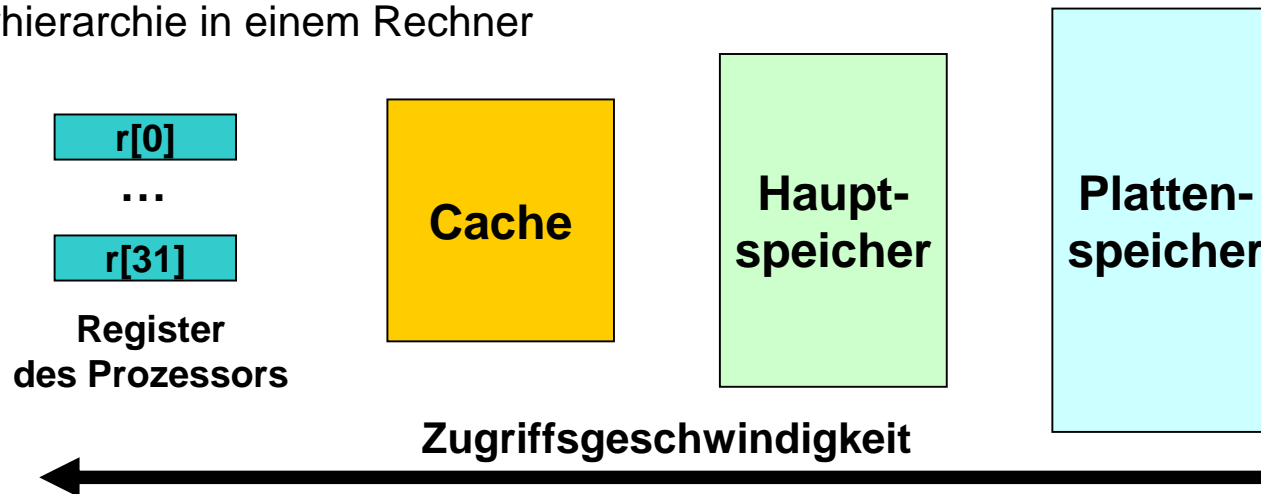 hierarchie in einem Rechner
r[0]
...
r[31]
Register
des Prozessors
Cache
Haupt-
speicher
Platten-
speicher
Zugriffsgeschwindigkeit